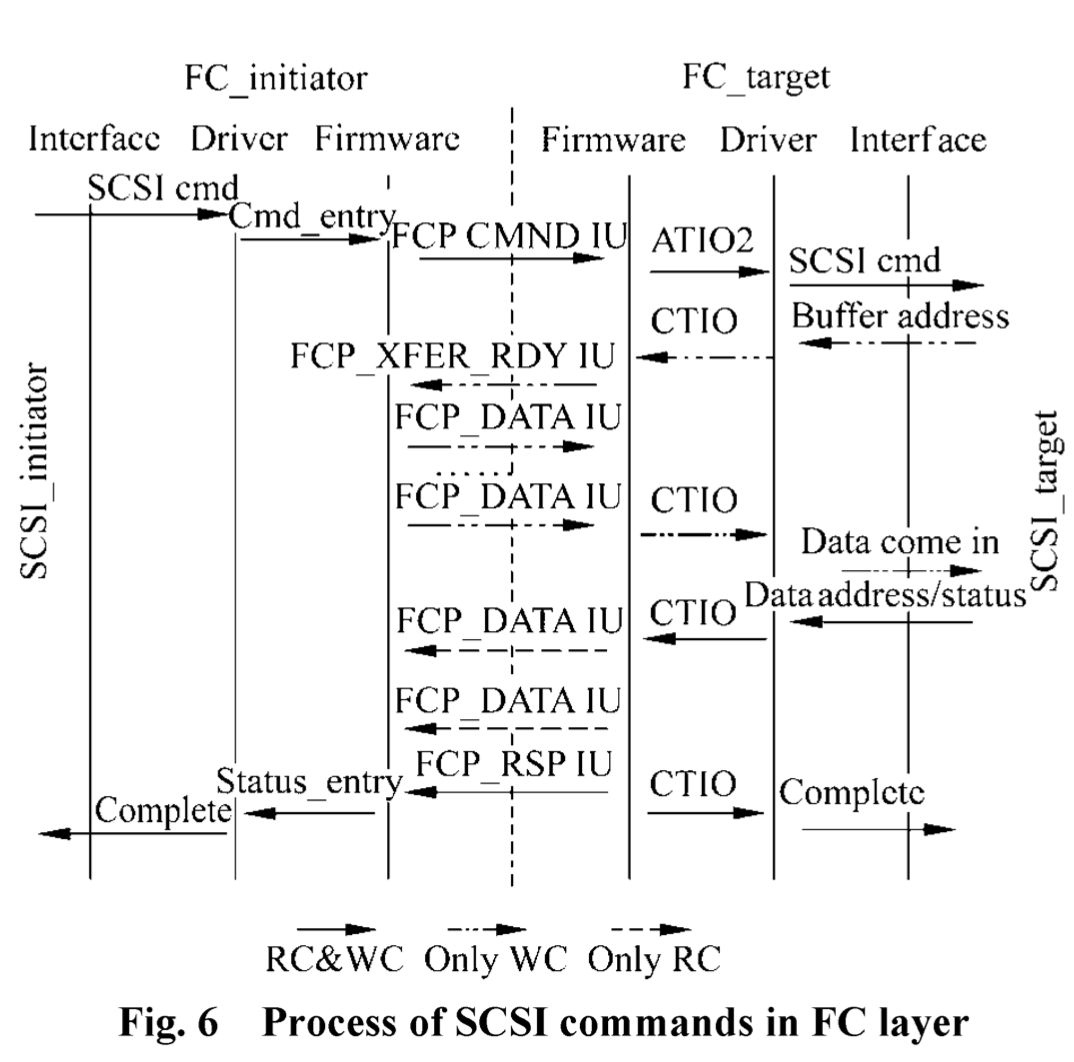 FC_initiator FC_target
Interface Driver Firmware Firmware Driver Interface
SCSI cmd
Cmd_entry
FCP CMND IU
ATIO2
SCSI cmd
CTIO
Buffer address
FCP_XFER_RDY IU
FCP_DATA IU
FCP_DATA IU
CTIO
Data come in
Data address/status
CTIO
FCP_DATA IU
FCP_DATA IU
FCP_RSP IU
Status_entry
CTIO
Complete
Complete
SCSI_initiator
SCSI_target
RC&WC Only WC Only RC
Fig. 6 Process of SCSI commands in FC layer